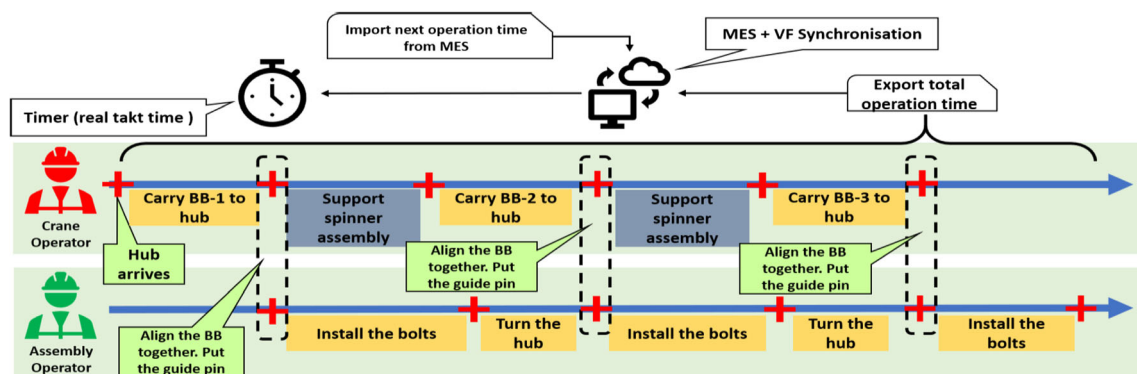 Import next operation time
from MES
MES + VF Synchronisation
Export total
operation time
Timer (real takt time )
Crane
Operator
Carry BB-1 to
hub
Support
spinner
assembly
Carry BB-2 to
hub
Support
spinner
assembly
Carry BB-3 to
hub
Hub
arrives
Align the BB
together. Put
the guide pin
Align the BB
together. Put
the guide pin
Assembly
Operator
Align the BB
together. Put
the guide pin
Install the bolts
Turn the
hub
Install the bolts
Turn the
hub
Install the
bolts